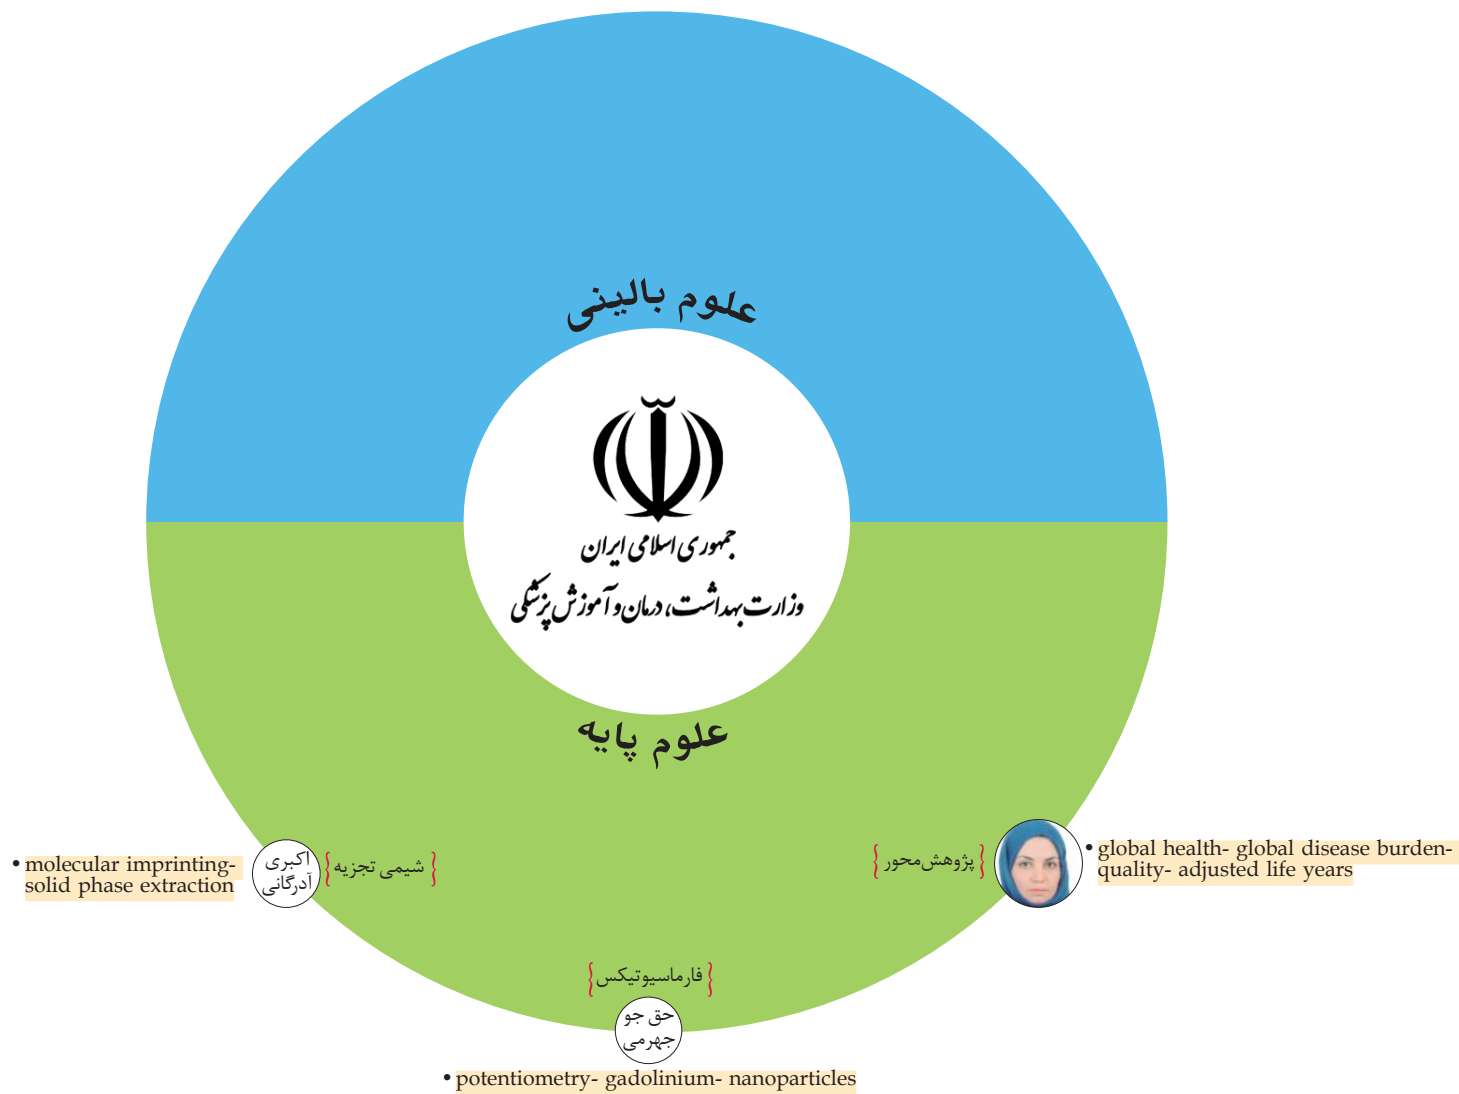 علوم بالینی
جمهوری اسلامی ایران
وزارت بهداشت، درمان و آموزش پزشکی
علوم پایه
• global health- global disease burden-
quality- adjusted life years
{پژوهش‌محور}
{شیمی تجزیه}
اکبری
آدرگانی
• molecular imprinting-
solid phase extraction
{فارماسیوتیکس}
حق جو
جهرمی
• potentiometry- gadolinium- nanoparticles